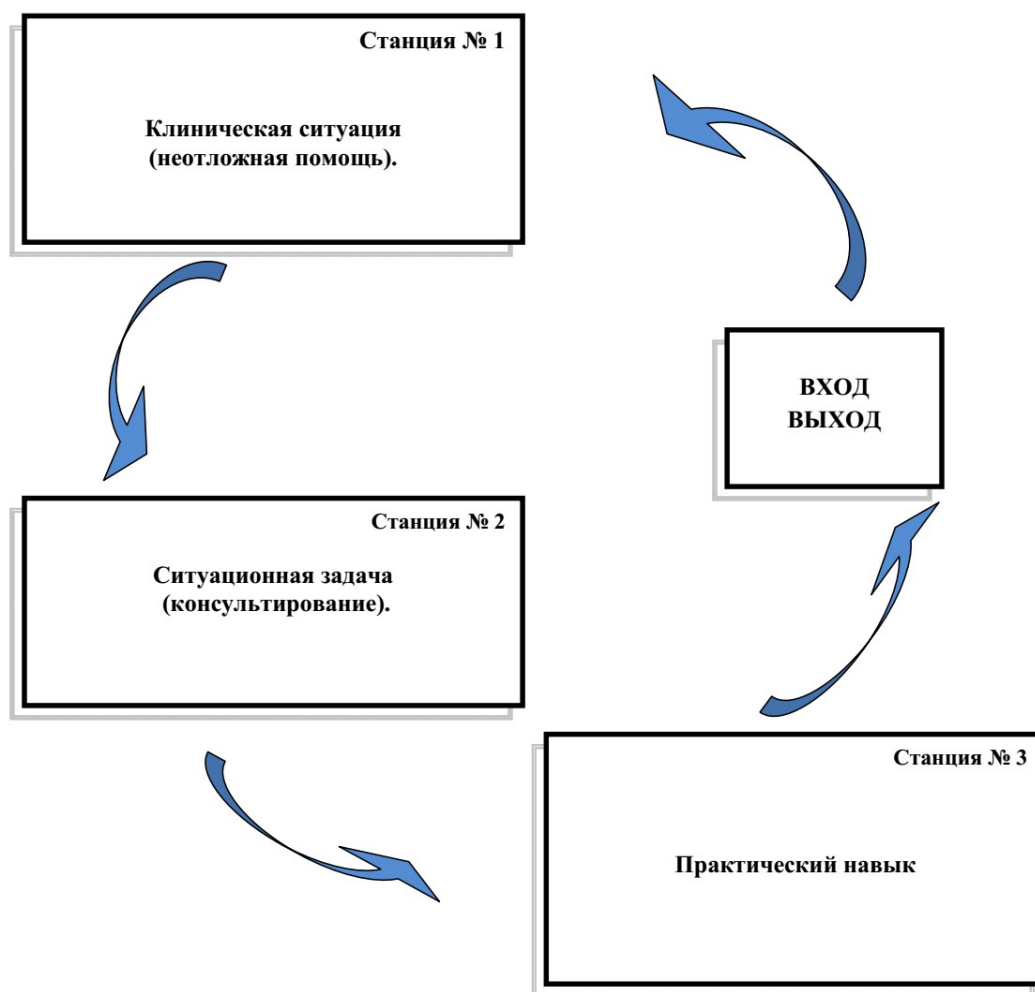 Станция № 1
Клиническая ситуация
(неотложная помощь).
ВХОД
ВЫХОД
Станция № 2
Ситуационная задача
(консультирование).
Станция № 3
Практический навык